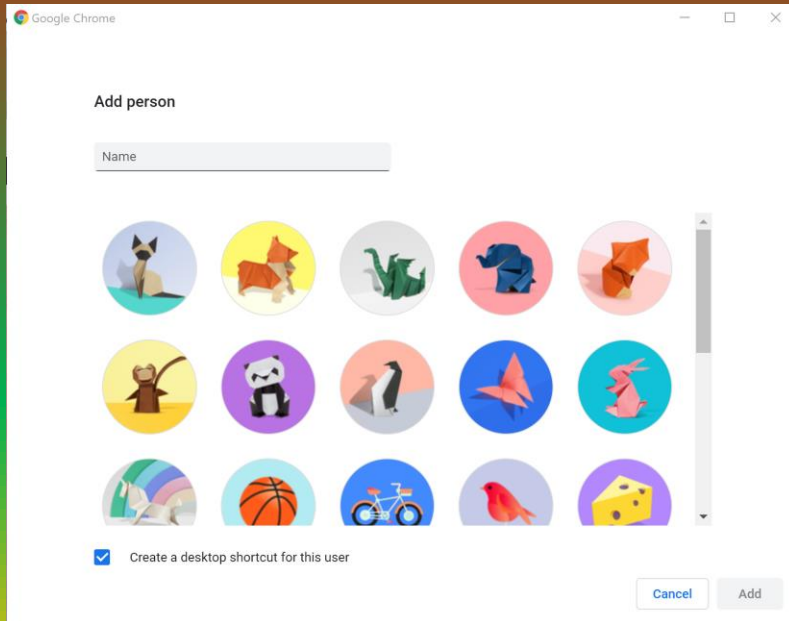 Google Chrome
Add person
Name
Create a desktop shortcut for this user
Cancel
Add